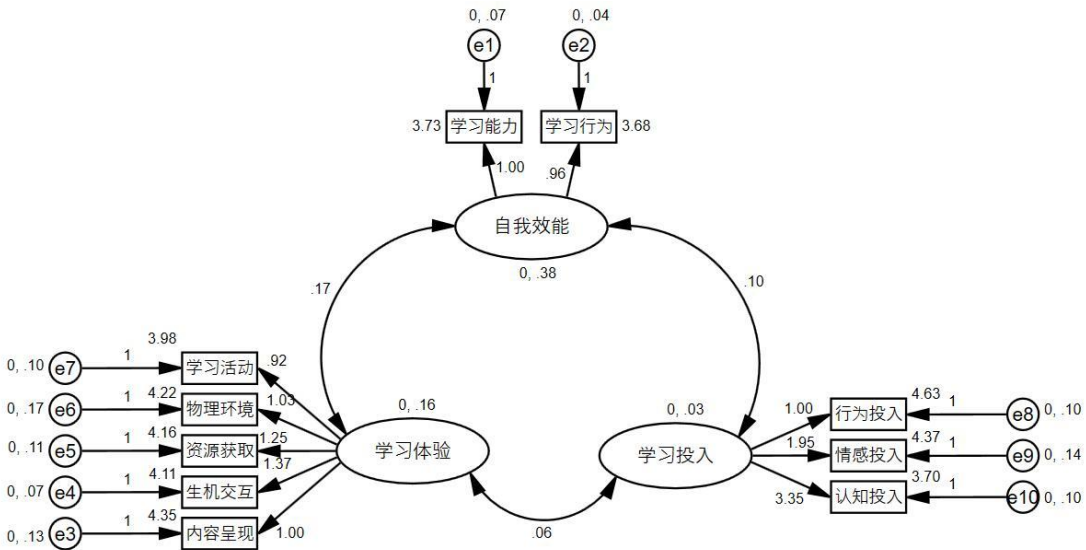 0, .07
0, .04
e1
e2
1
1
3.73 学习能力 学习行为 3.68
1.00
.96
自我效能
0, .38
.17
.10
3.98
0, .10 e7 1 学习活动 .92
4.22
0, .17 e6 1 物理环境 1.03
4.16
0, .11 e5 1 资源获取 1.25
4.11
0, .07 e4 1 生机交互 1.37
4.35
0, .13 e3 1 内容呈现 1.00
0, .16
学习体验
0, .03
学习投入
.06
4.63
1.00 行为投入 1 e8 0, .10
4.37
1.95 情感投入 1 e9 0, .14
3.70
3.35 认知投入 1 e10 0, .10